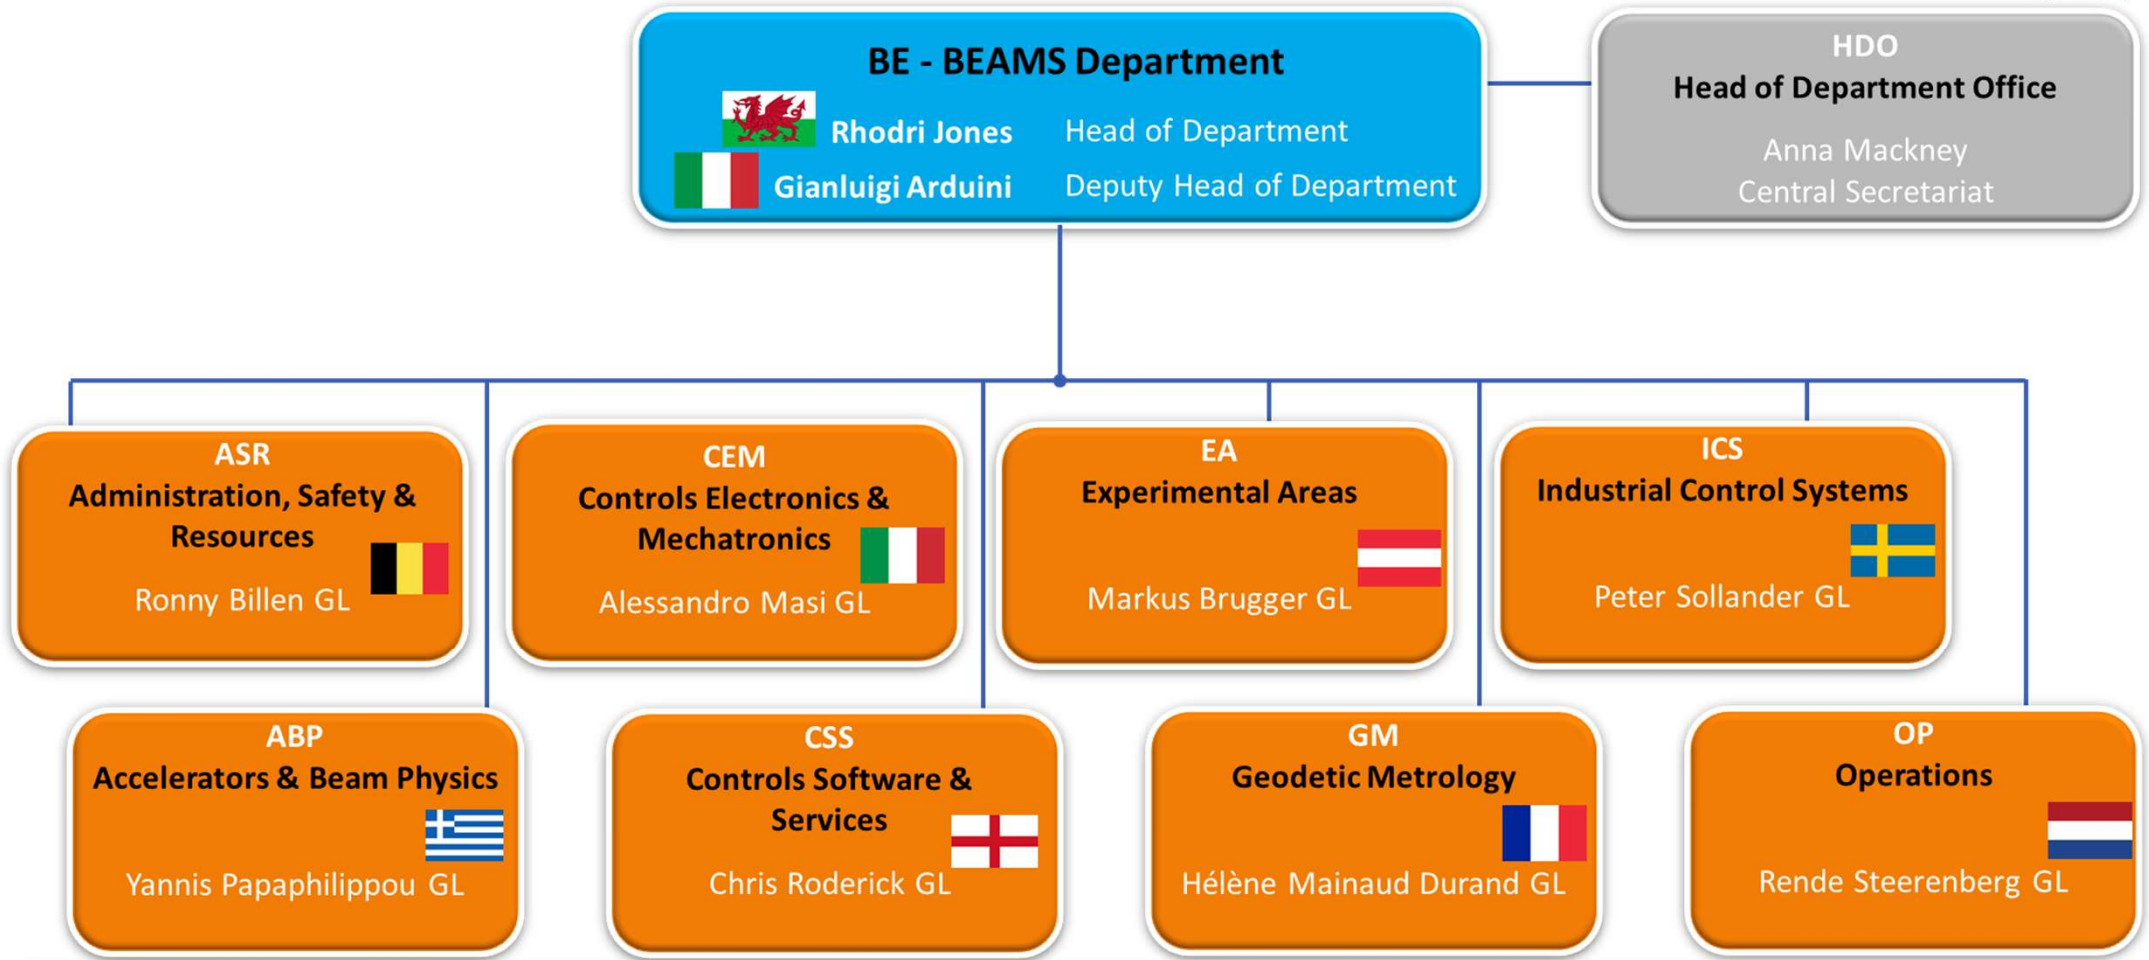 BE - BEAMS Department
Rhodri Jones Head of Department
Gianluigi Arduini Deputy Head of Department
HDO
Head of Department Office
Anna Mackney
Central Secretariat
ASR
Administration, Safety &
Resources
Ronny Billen GL
CEM
Controls Electronics &
Mechatronics
Alessandro Masi GL
EA
Experimental Areas
Markus Brugger GL
ICS
Industrial Control Systems
Peter Sollander GL
ABP
Accelerators & Beam Physics
Yannis Papaphilippou GL
CSS
Controls Software &
Services
Chris Roderick GL
GM
Geodetic Metrology
Hélène Mainaud Durand GL
OP
Operations
Rende Steerenberg GL